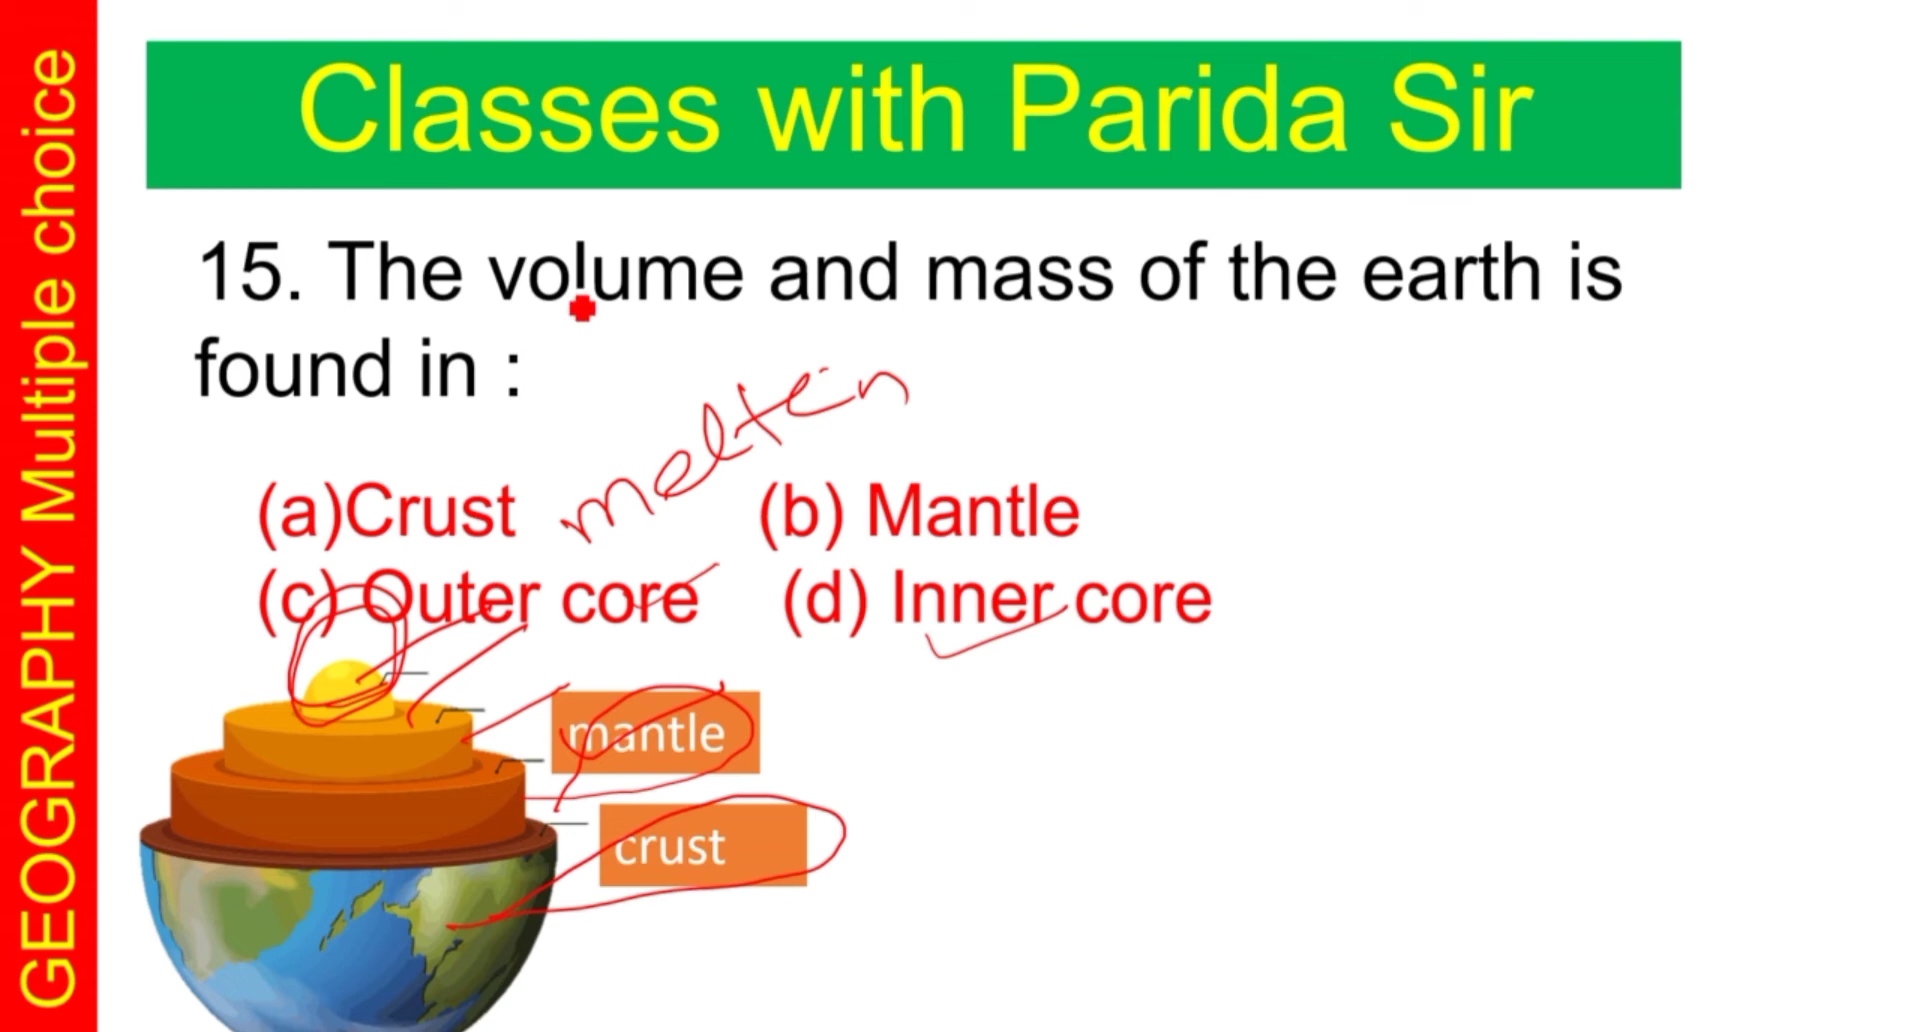 GEOGRAPHY Multiple choice
Classes with Parida Sir
15. The volume and mass of the earth is
found in :
melten
(a)Crust (b) Mantle
(c) Outer core (d) Inner core
mantle
crust